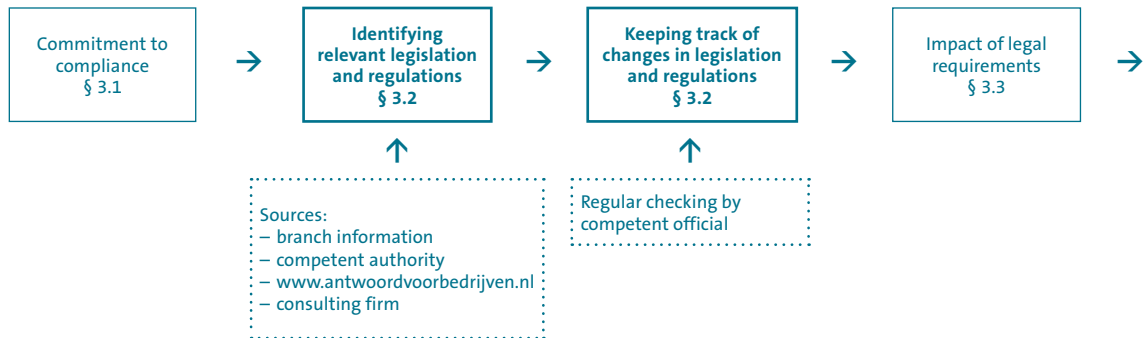 Commitment to
compliance
§ 3.1
→
Identifying
relevant legislation
and regulations
§ 3.2
→
Keeping track of
changes in legislation
and regulations
§ 3.2
→
Impact of legal
requirements
§ 3.3
→
↑
Sources:
– branch information
– competent authority
– www.antwoordvoorbedrijven.nl
– consulting firm
↑
Regular checking by
competent official